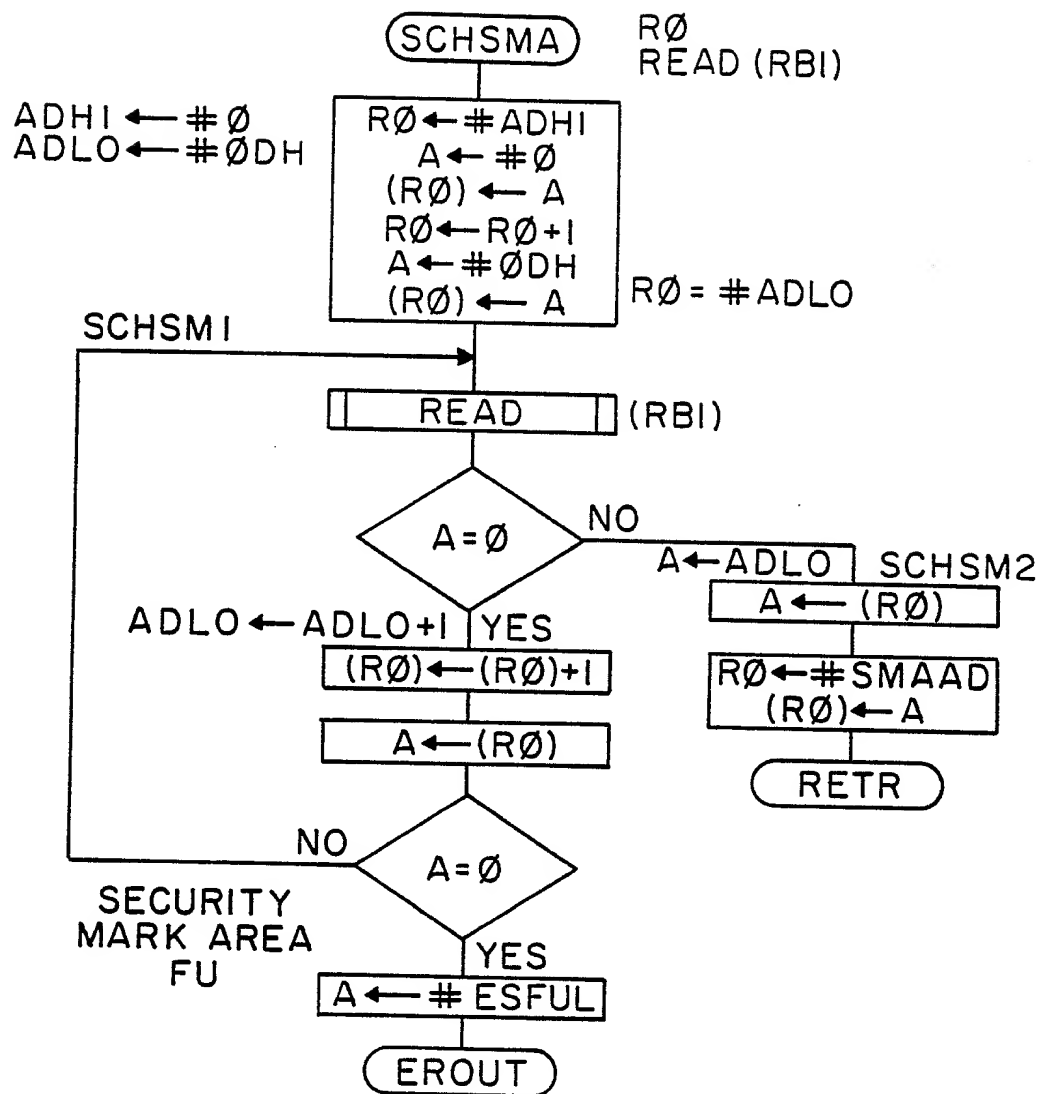 SCHSMA
RØ
READ (RBI)
ADHI ← #Ø
ADLO ← #ØDH
RØ ← #ADHI
A ← #Ø
(RØ) ← A
RØ ← RØ+1
A ← #ØDH
(RØ) ← A
RØ = #ADLO
SCHSM1
READ
(RBI)
A = Ø
NO
A ← ADLO
SCHSM2
A ← (RØ)
RØ ← #SMAAD
(RØ) ← A
RETR
ADLO ← ADLO+1
YES
(RØ) ← (RØ)+1
A ← (RØ)
NO
A = Ø
SECURITY
MARK AREA
FU
YES
A ← # ESFUL
EROUT